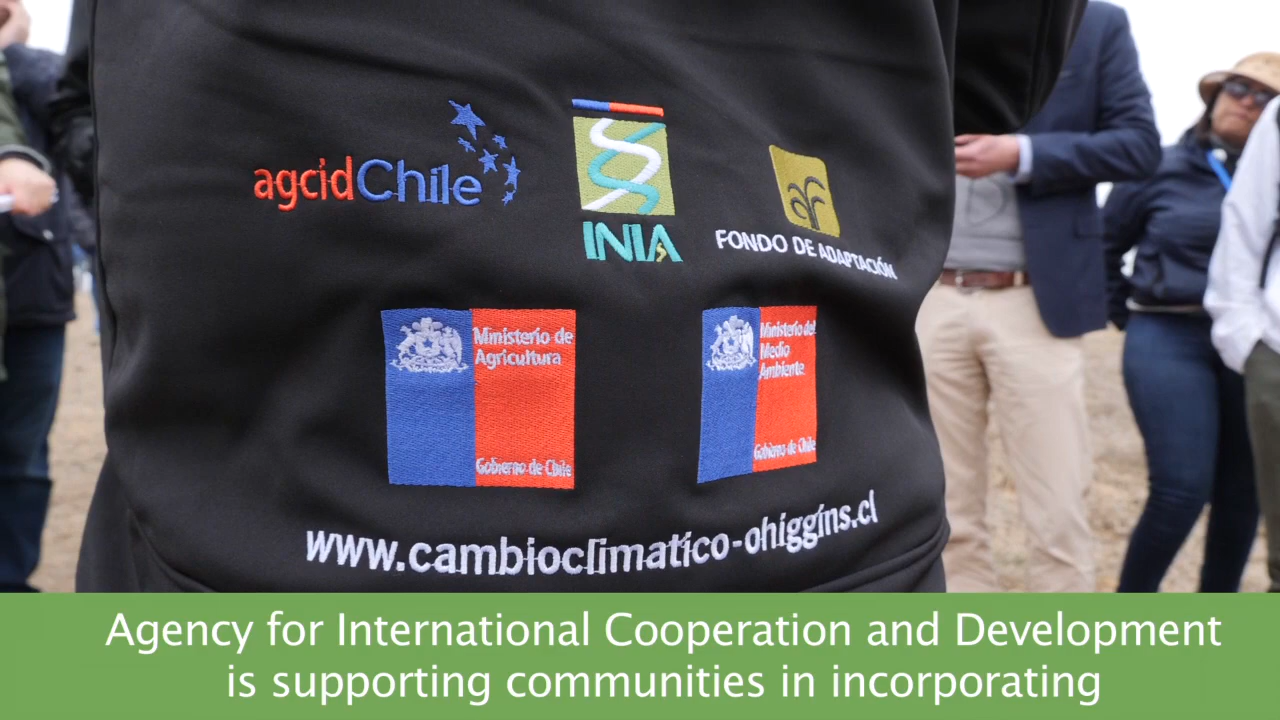 agcidChile
INIA
FONDO DE ADAPTACIÓN
Ministerio de
Agricultura
Gobierno de Chile
Ministerio del
Medio
Ambiente
Gobierno de Chile
www.cambioclimatico-ohiggins.cl
Agency for International Cooperation and Development
is supporting communities in incorporating